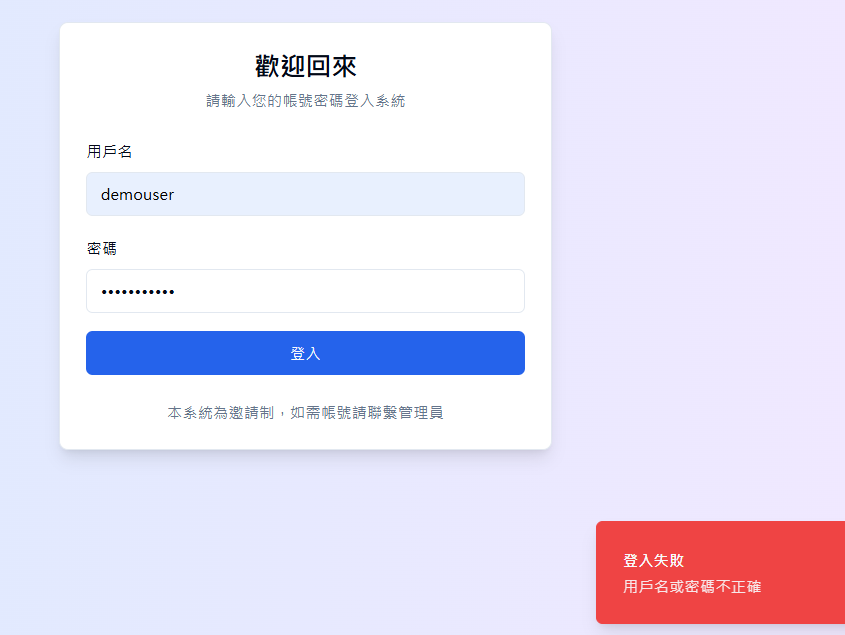 歡迎回來
請輸入您的帳號密碼登入系統
用戶名
demouser
密碼
•••••••••••
登入
本系統為邀請制，如需帳號請聯繫管理員
登入失敗
用戶名或密碼不正確